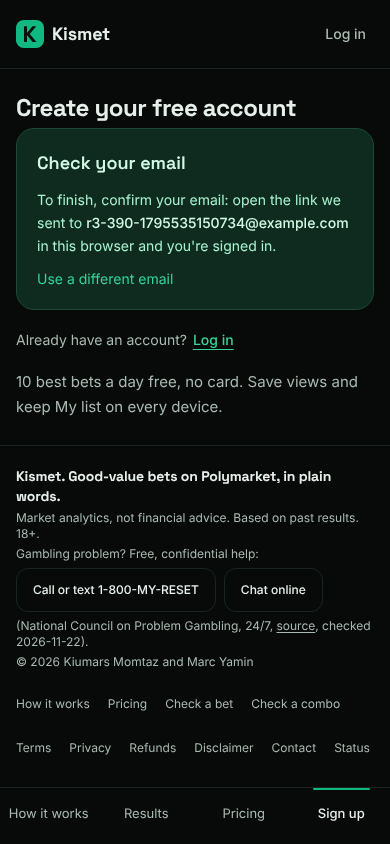 K Kismet Log in
Create your free account
Check your email
To finish, confirm your email: open the link we
sent to r3-390-1795535150734@example.com
in this browser and you're signed in.
Use a different email
Already have an account? Log in
10 best bets a day free, no card. Save views and
keep My list on every device.
Kismet. Good-value bets on Polymarket, in plain
words.
Market analytics, not financial advice. Based on past results.
18+.
Gambling problem? Free, confidential help:
Call or text 1-800-MY-RESET Chat online
(National Council on Problem Gambling, 24/7, source, checked
2026-11-22).
© 2026 Kiumars Momtaz and Marc Yamin
How it works Pricing Check a bet Check a combo
Terms Privacy Refunds Disclaimer Contact Status
How it works Results Pricing Sign up